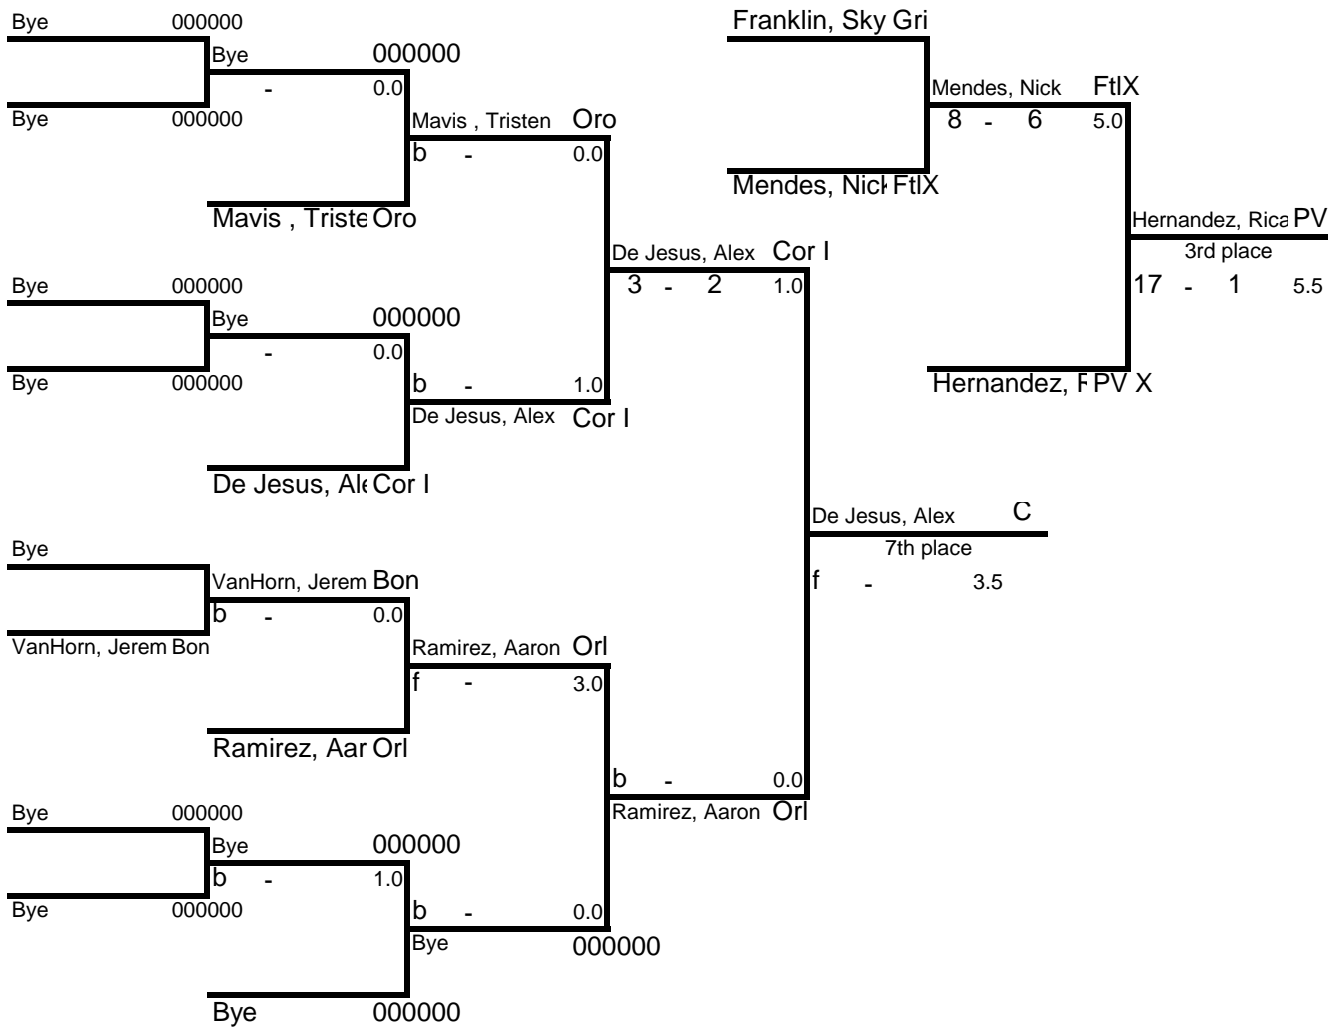 Bye 000000
Bye 000000
- 0.0
Bye 000000
Mavis , Tristen Oro
b - 0.0
Mavis , Triste Oro
De Jesus, Alex Cor I
3 - 2 1.0
Bye 000000
Bye 000000
- 0.0
Bye 000000
b - 1.0
De Jesus, Alex Cor I
De Jesus, Al Cor I
De Jesus, Alex C
7th place
f - 3.5
Bye
VanHorn, Jerem Bon
b - 0.0
VanHorn, Jerem Bon
Ramirez, Aaron Orl
f - 3.0
Ramirez, Aar Orl
b - 0.0
Ramirez, Aaron Orl
Bye 000000
Bye 000000
b - 1.0
Bye 000000
b - 0.0
Bye 000000
Bye 000000
Franklin, Sky Gri
Mendes, Nick FtlX
8 - 6 5.0
Mendes, Nick FtlX
Hernandez, Rica PV
3rd place
17 - 1 5.5
Hernandez, PV X